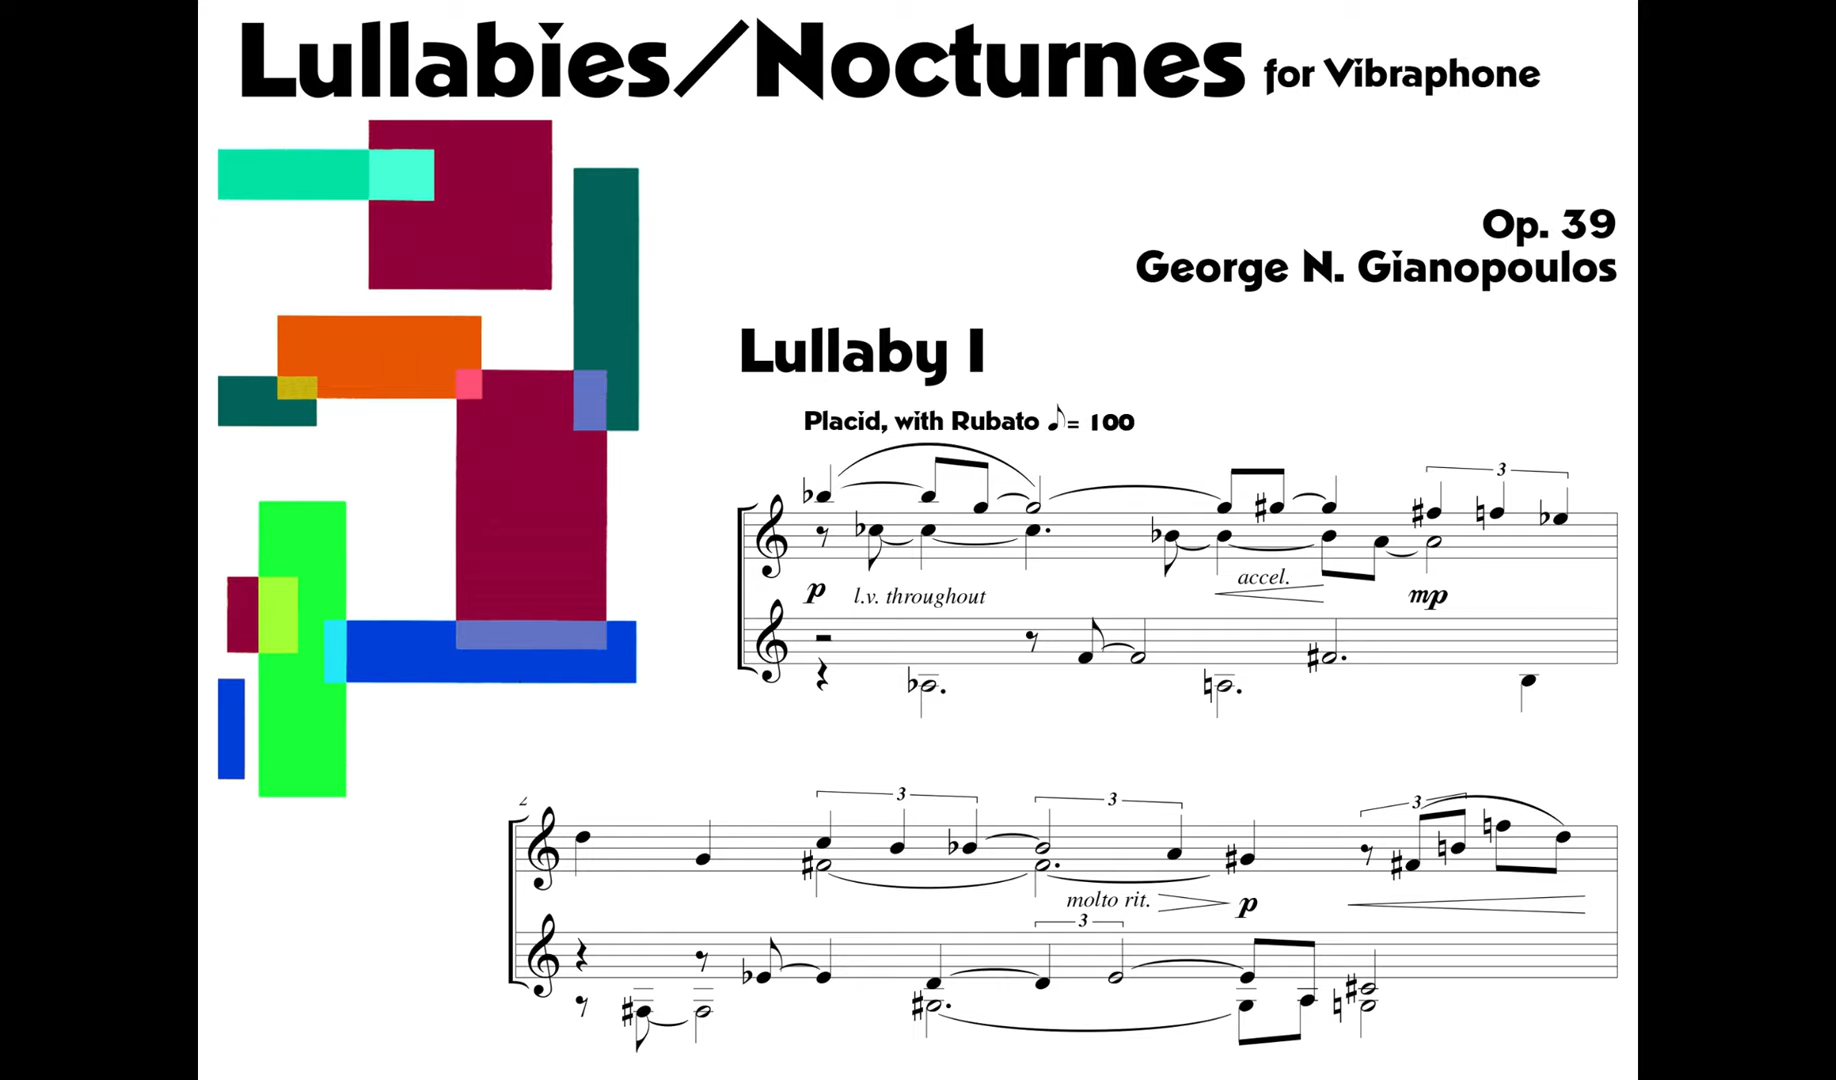 Lullabies/Nocturnes for Vibraphone
Op. 39
George N. Gianopoulos
Lullaby I
Placid, with Rubato ♪= 100
3
accel.
p l.v. throughout mp
2
3 3 3
molto rit. p
3